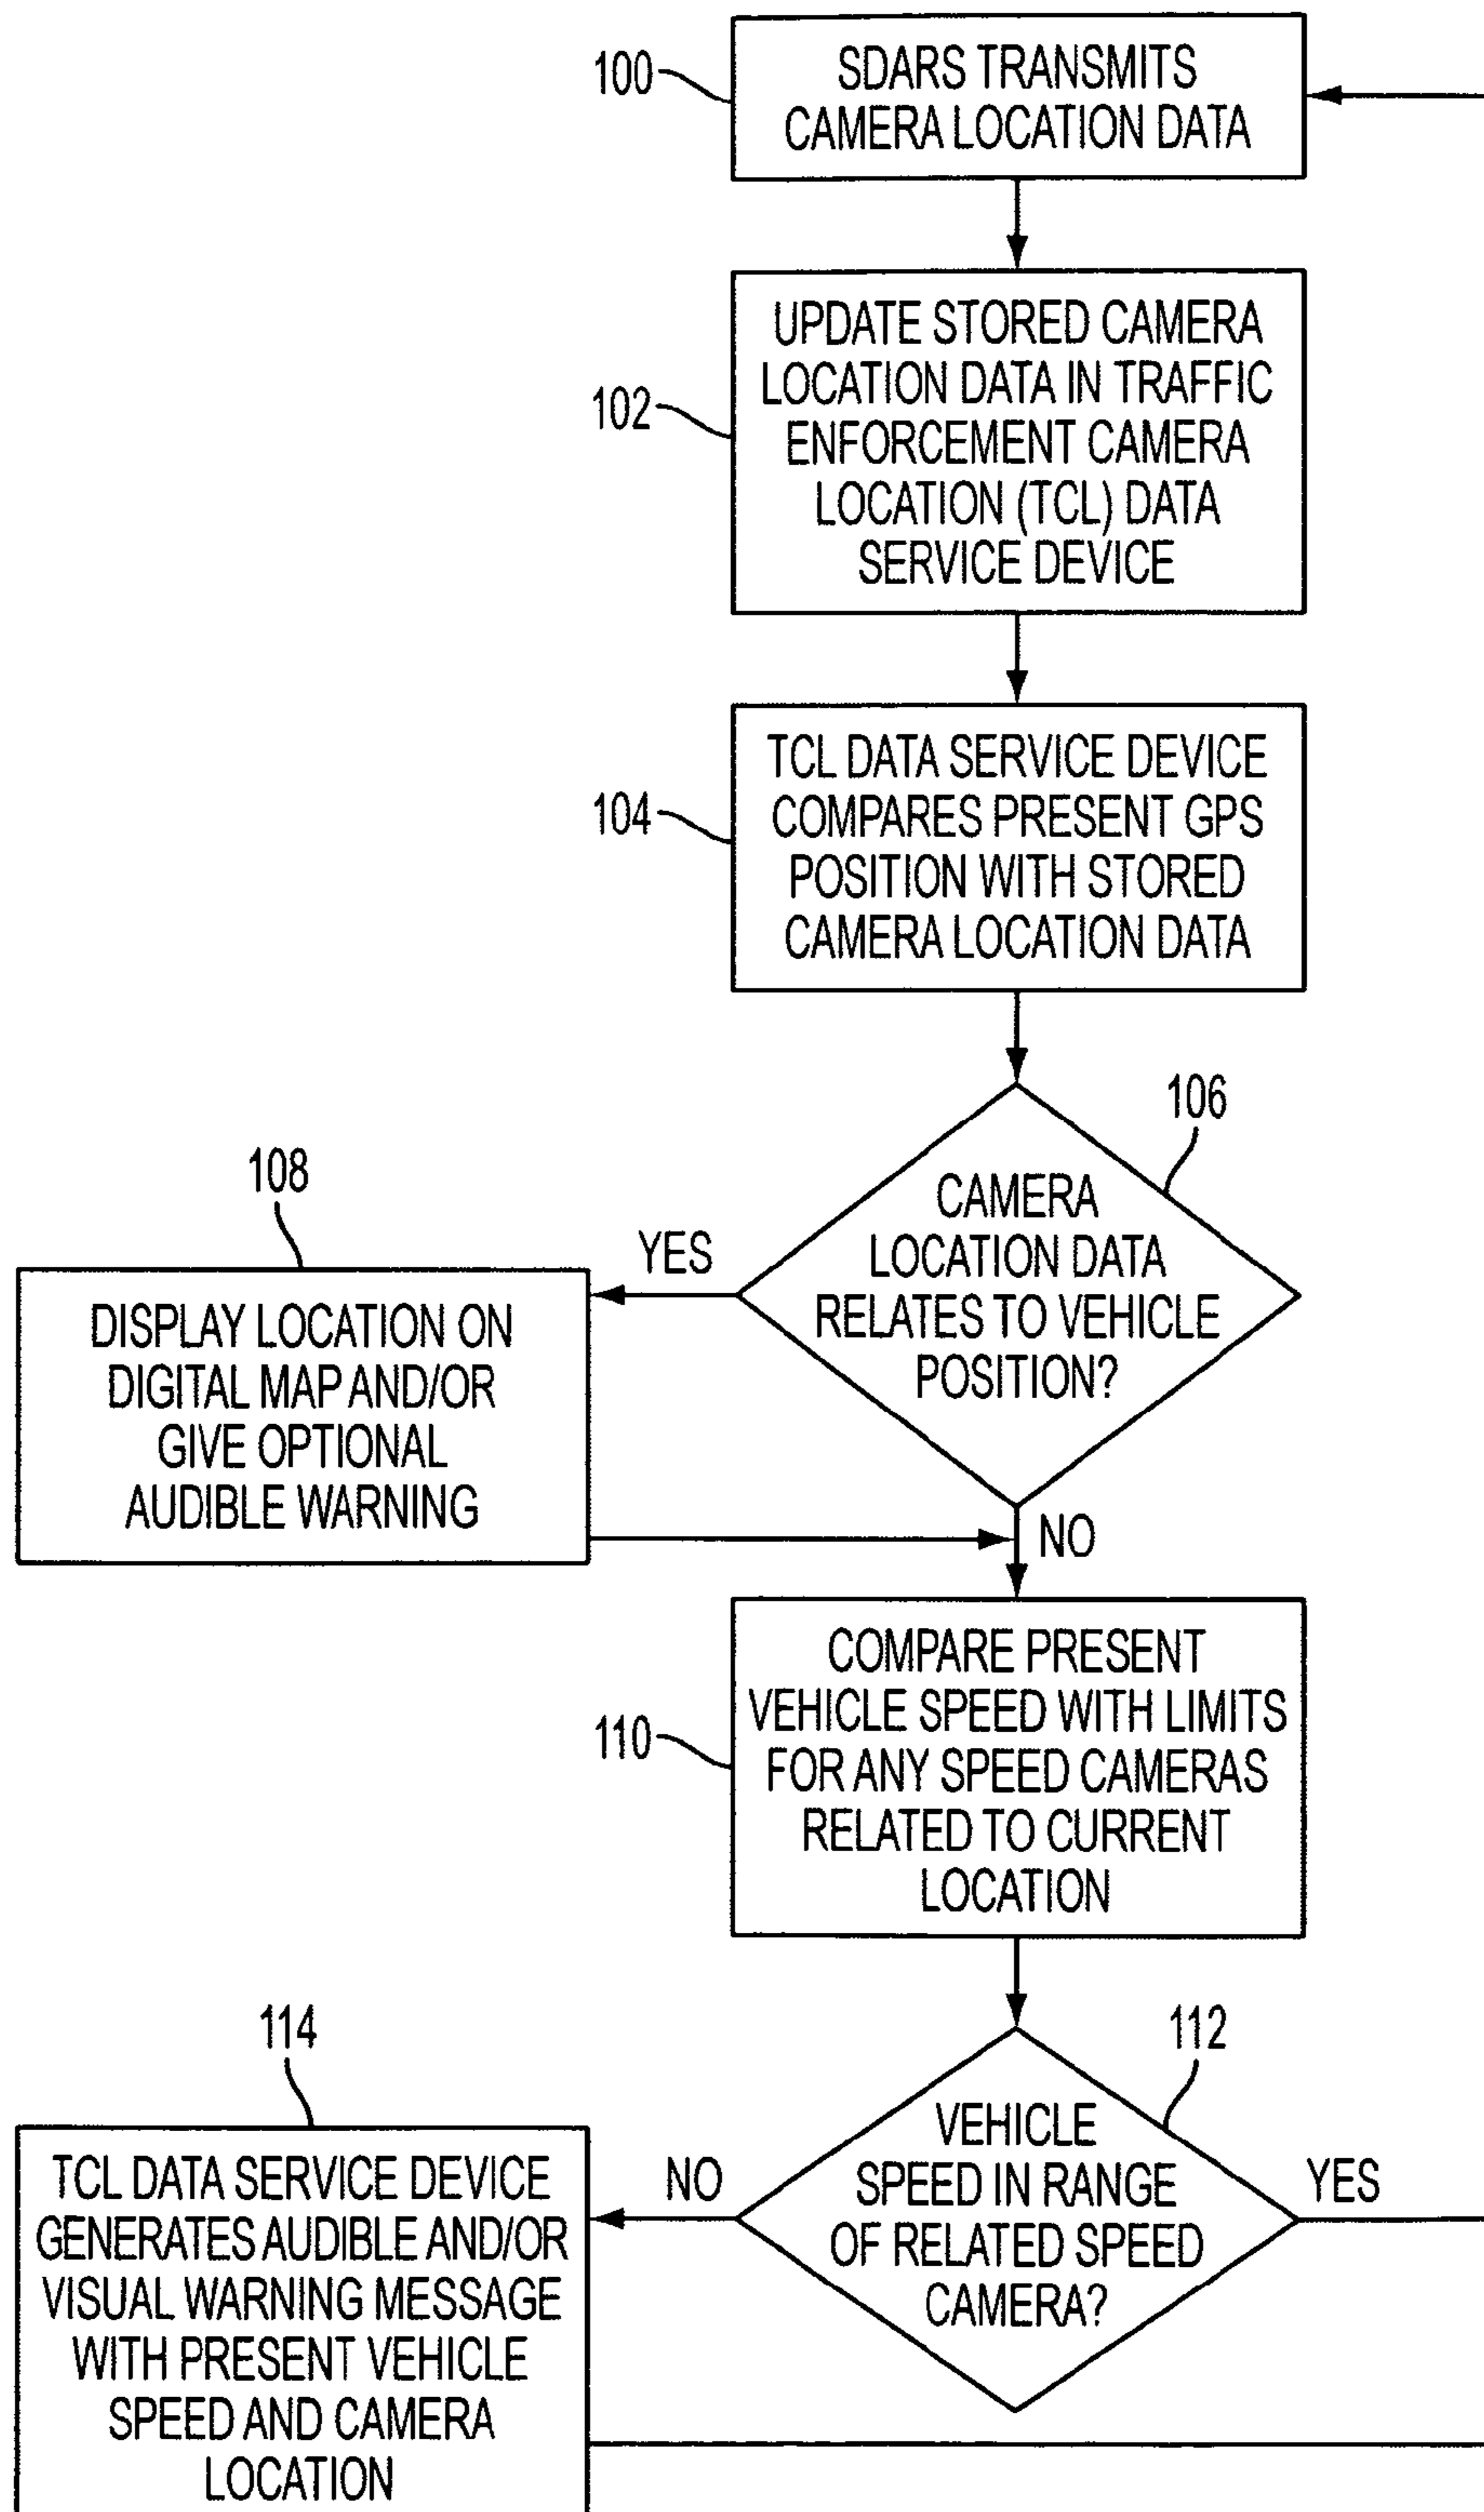 100
SDARS TRANSMITS
CAMERA LOCATION DATA
102
UPDATE STORED CAMERA
LOCATION DATA IN TRAFFIC
ENFORCEMENT CAMERA
LOCATION (TCL) DATA
SERVICE DEVICE
104
TCL DATA SERVICE DEVICE
COMPARES PRESENT GPS
POSITION WITH STORED
CAMERA LOCATION DATA
106
CAMERA
LOCATION DATA
RELATES TO VEHICLE
POSITION?
YES
108
DISPLAY LOCATION ON
DIGITAL MAP AND/OR
GIVE OPTIONAL
AUDIBLE WARNING
NO
110
COMPARE PRESENT
VEHICLE SPEED WITH LIMITS
FOR ANY SPEED CAMERAS
RELATED TO CURRENT
LOCATION
112
VEHICLE
SPEED IN RANGE
OF RELATED SPEED
CAMERA?
YES
NO
114
TCL DATA SERVICE DEVICE
GENERATES AUDIBLE AND/OR
VISUAL WARNING MESSAGE
WITH PRESENT VEHICLE
SPEED AND CAMERA
LOCATION